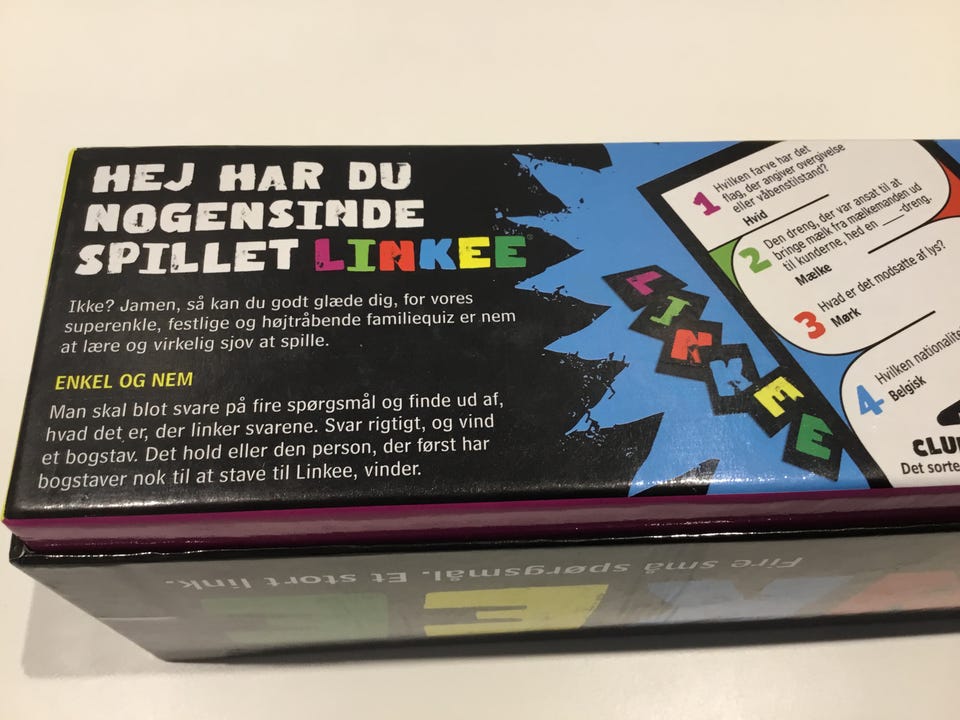 HEJ HAR DU
NOGENSINDE
SPILLET LINKEE
Ikke? Jamen, så kan du godt glæde dig, for vores
superenkle, festlige og højtråbende familiequiz er nem
at lære og virkelig sjov at spille.
ENKEL OG NEM
Man skal blot svare på fire spørgsmål og finde ud af,
hvad det er, der linker svarene. Svar rigtigt, og vind
et bogstav. Det hold eller den person, der først har
bogstaver nok til at stave til Linkee, vinder.
LINKEE
1 Hvilken farve har det
flag, der angiver overgivelse
eller våbenstilstand?
Hvid
2 Den dreng, der var ansat til at
bringe mælk fra mælkemanden ud
til kunderne, hed en ___-dreng.
Mælke
3 Hvad er det modsatte af lys?
Mørk
4 Hvilken
Belgisk
Det sorte
Fire små spørgsmål. Et stort link.